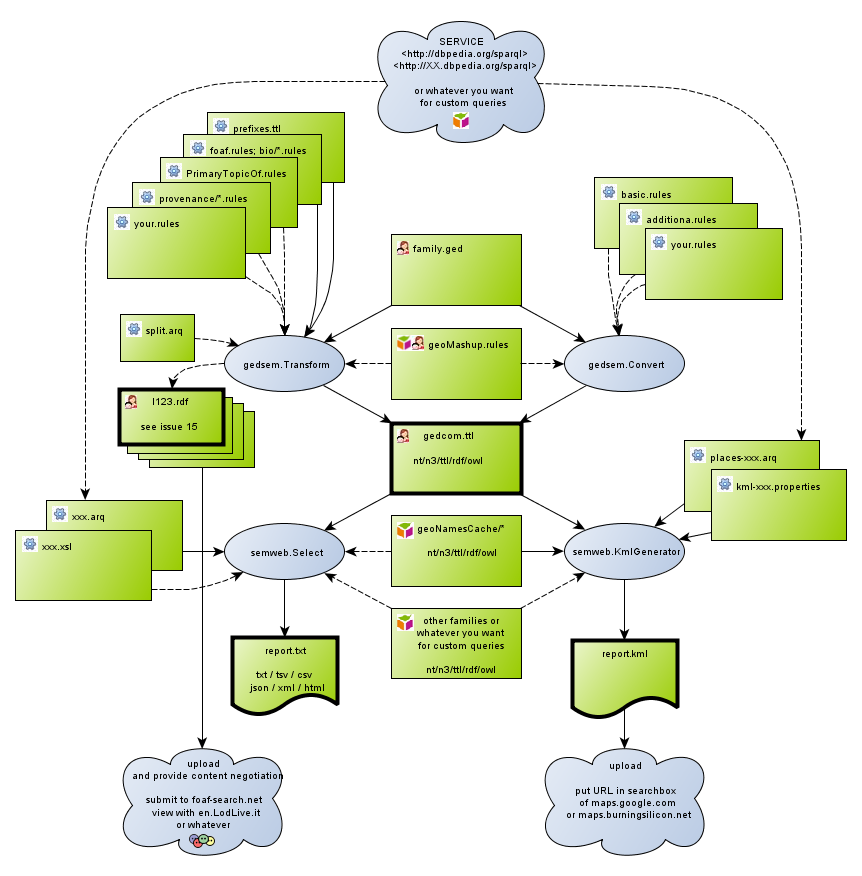 SERVICE
<http://dbpedia.org/sparql>
<http://XX.dbpedia.org/sparql>
or whatever you want
for custom queries
prefixes.ttl
foaf.rules; bio/*.rules
PrimaryTopicOf.rules
provenance/*.rules
your.rules
basic.rules
additiona.rules
your.rules
family.ged
split.arq
gedsem.Transform
geoMashup.rules
gedsem.Convert
I123.rdf
see issue 15
gedcom.ttl
nt/n3/ttl/rdf/owl
places-xxx.arq
kml-xxx.properties
xxx.arq
xxx.xsl
semweb.Select
geoNamesCache/*
nt/n3/ttl/rdf/owl
semweb.KmlGenerator
other families or
whatever you want
for custom queries
nt/n3/ttl/rdf/owl
report.txt
txt / tsv / csv
json / xml / html
report.kml
upload
and provide content negotiation
submit to foaf-search.net
view with en.LodLive.it
or whatever
upload
put URL in searchbox
of maps.google.com
or maps.burningsilicon.net